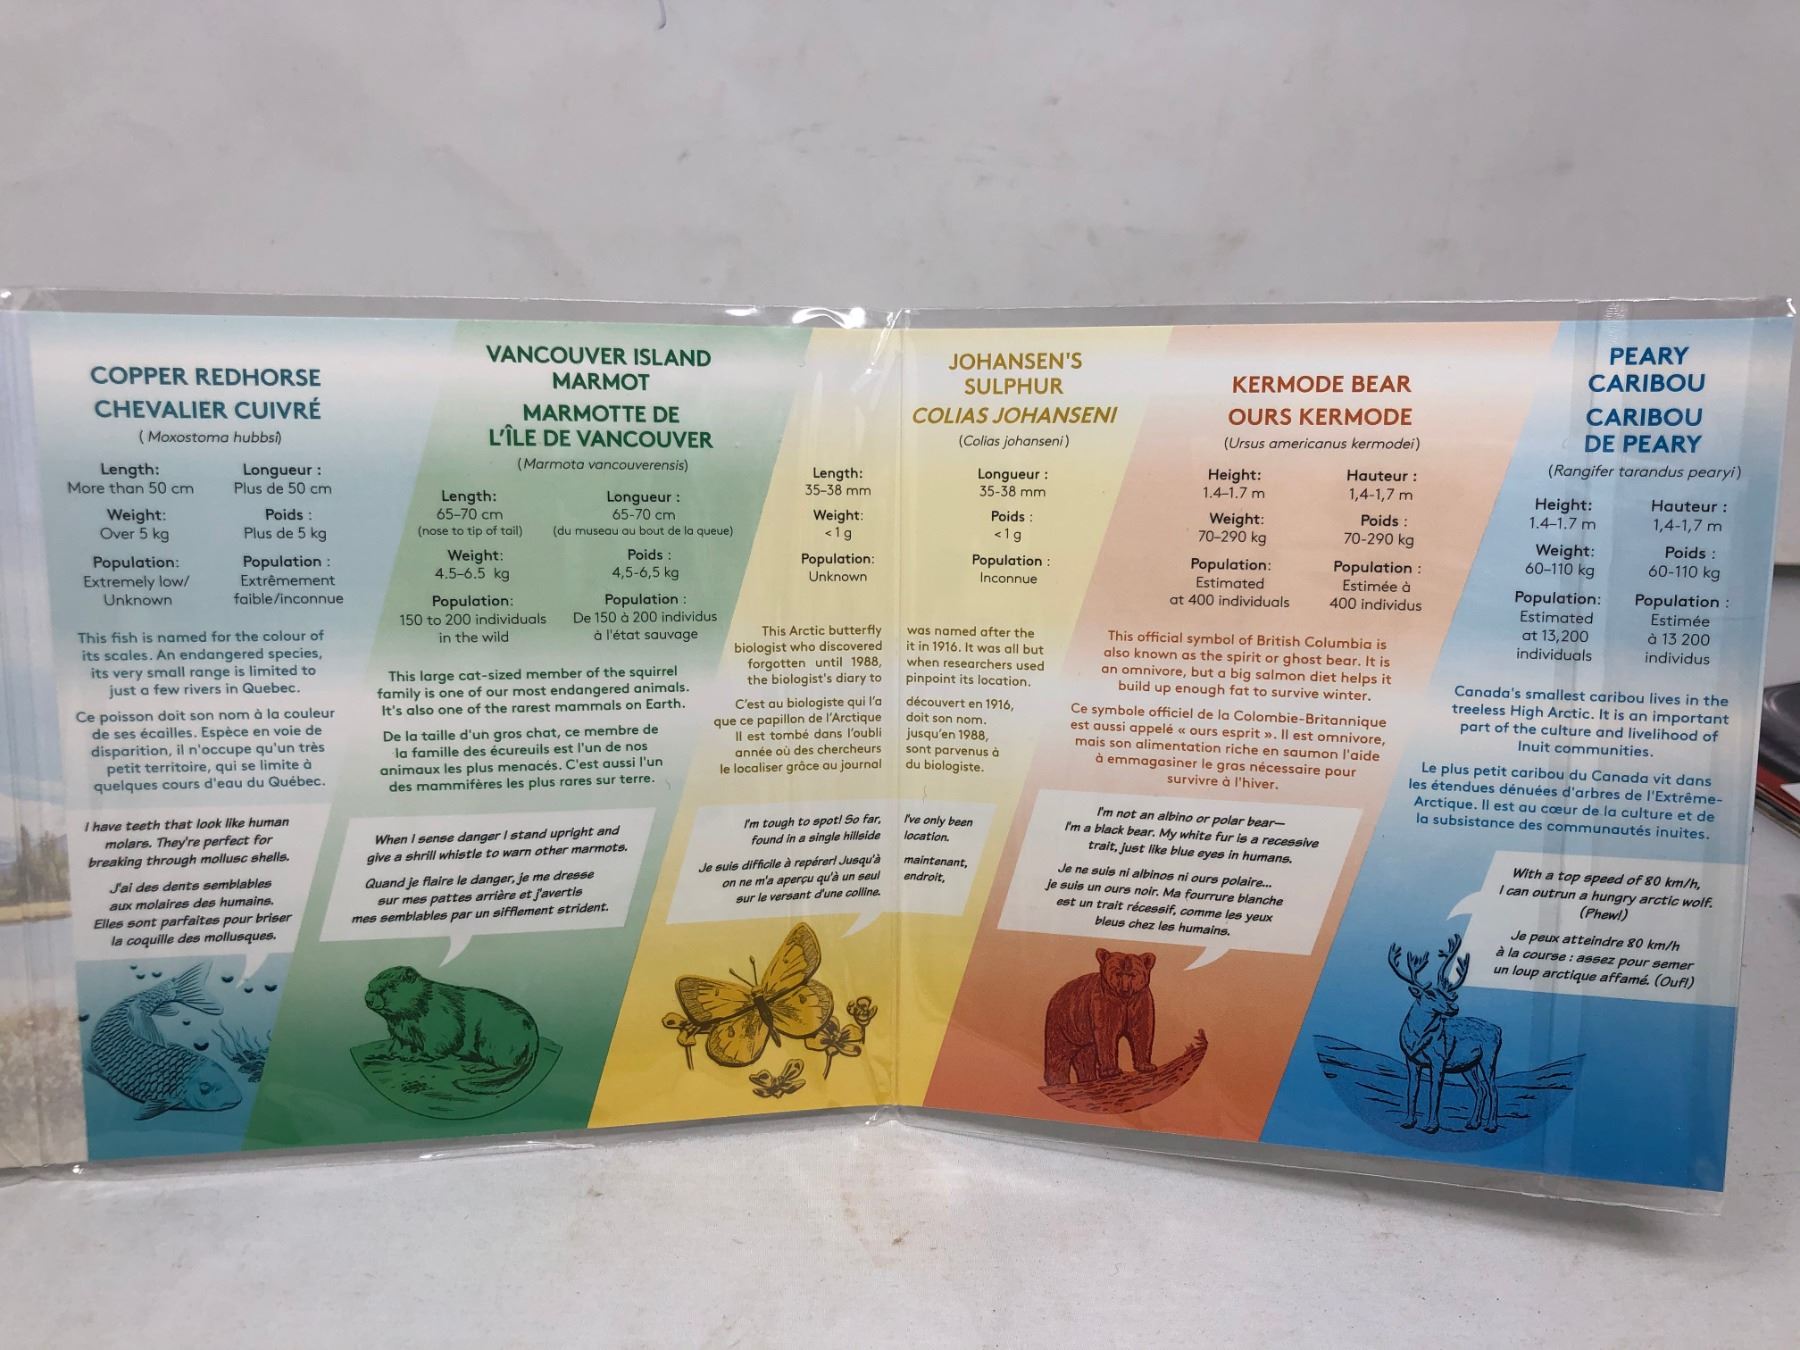 COPPER REDHORSE
CHEVALIER CUIVRÉ
(Moxostoma hubbsi)
Length:
More than 50 cm
Weight:
Over 5 kg
Population:
Extremely low/
Unknown
Longueur :
Plus de 50 cm
Poids :
Plus de 5 kg
Population :
Extrêmement
faible/inconnue
This fish is named for the colour of
its scales. An endangered species,
its very small range is limited to
just a few rivers in Quebec.
Ce poisson doit son nom à la couleur
de ses écailles. Espèce en voie de
disparition, il n'occupe qu'un très
petit territoire, qui se limite à
quelques cours d'eau du Québec.
I have teeth that look like human
molars. They're perfect for
breaking through mollusc shells.
J'ai des dents semblables
aux molaires des humains.
Elles sont parfaites pour briser
la coquille des mollusques.
VANCOUVER ISLAND
MARMOT
MARMOTTE DE
L'ÎLE DE VANCOUVER
(Marmota vancouverensis)
Length:
65–70 cm
(nose to tip of tail)
Weight:
4.5–6.5 kg
Population:
150 to 200 individuals
in the wild
Longueur :
65-70 cm
(du museau au bout de la queue)
Poids :
4,5-6,5 kg
Population :
De 150 à 200 individus
à l'état sauvage
This large cat-sized member of the squirrel
family is one of our most endangered animals.
It's also one of the rarest mammals on Earth.
De la taille d'un gros chat, ce membre de
la famille des écureuils est l'un de nos
animaux les plus menacés. C'est aussi l'un
des mammifères les plus rares sur terre.
When I sense danger I stand upright and
give a shrill whistle to warn other marmots.
Quand je flaire le danger, je me dresse
sur mes pattes arrière et j'avertis
mes semblables par un sifflement strident.
JOHANSEN'S
SULPHUR
COLIAS JOHANSENI
(Colias johanseni)
Length:
35–38 mm
Weight:
< 1 g
Population:
Unknown
Longueur :
35-38 mm
Poids :
< 1 g
Population :
Inconnue
This Arctic butterfly was named after the
biologist who discovered it in 1916. It was all but
forgotten until 1988, when researchers used
the biologist's diary to pinpoint its location.
C'est au biologiste qui l'a découvert en 1916,
que ce papillon de l'Arctique doit son nom.
Il est tombé dans l'oubli jusqu'en 1988,
année où des chercheurs sont parvenus à
le localiser grâce au journal du biologiste.
I'm tough to spot! So far, I've only been
found in a single hillside location.
Je suis difficile à repérer! Jusqu'à maintenant,
on ne m'a aperçu qu'à un seul endroit,
sur le versant d'une colline.
KERMODE BEAR
OURS KERMODE
(Ursus americanus kermodei)
Height:
1.4–1.7 m
Weight:
70–290 kg
Population:
Estimated
at 400 individuals
Hauteur :
1,4-1,7 m
Poids :
70-290 kg
Population :
Estimée à
400 individus
This official symbol of British Columbia is
also known as the spirit or ghost bear. It is
an omnivore, but a big salmon diet helps it
build up enough fat to survive winter.
Ce symbole officiel de la Colombie-Britannique
est aussi appelé « ours esprit ». Il est omnivore,
mais son alimentation riche en saumon l'aide
à emmagasiner le gras nécessaire pour
survivre à l'hiver.
I'm not an albino or polar bear—
I'm a black bear. My white fur is a recessive
trait, just like blue eyes in humans.
Je ne suis ni albinos ni ours polaire...
je suis un ours noir. Ma fourrure blanche
est un trait récessif, comme les yeux
bleus chez les humains.
PEARY
CARIBOU
CARIBOU
DE PEARY
(Rangifer tarandus pearyi)
Height:
1.4–1.7 m
Weight:
60–110 kg
Population:
Estimated
at 13,200
individuals
Hauteur :
1,4-1,7 m
Poids :
60-110 kg
Population :
Estimée
à 13 200
individus
Canada's smallest caribou lives in the
treeless High Arctic. It is an important
part of the culture and livelihood of
Inuit communities.
Le plus petit caribou du Canada vit dans
les étendues dénuées d'arbres de l'Extrême-
Arctique. Il est au cœur de la culture et de
la subsistance des communautés inuites.
With a top speed of 80 km/h,
I can outrun a hungry arctic wolf.
(Phew!)
Je peux atteindre 80 km/h
à la course : assez pour semer
un loup arctique affamé. (Ouf!)